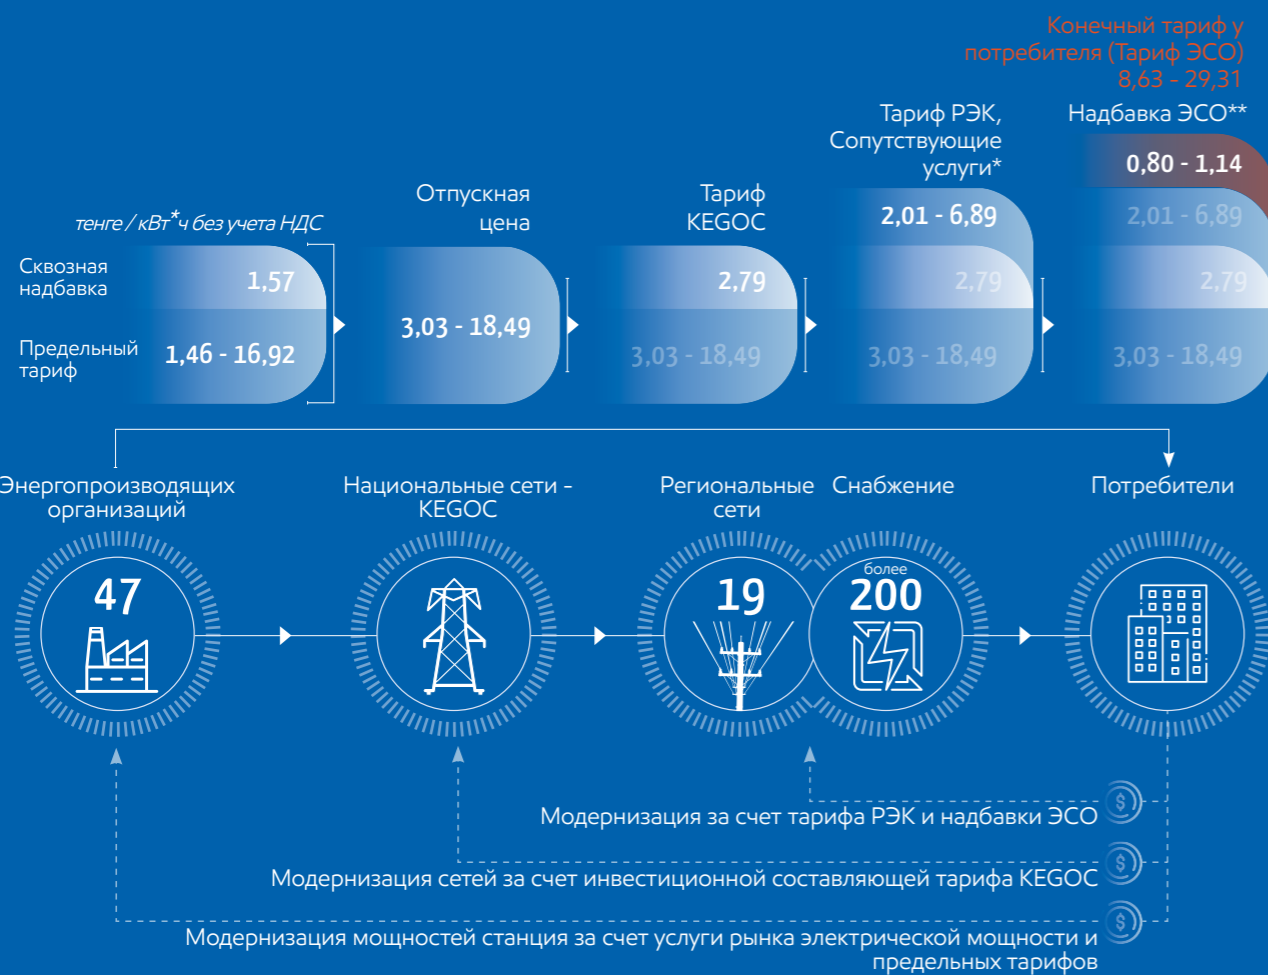 Конечный тариф у
потребителя (Тариф ЭСО)
8,63 - 29,31
Надбавка ЭСО**
0,80 - 1,14
2,01 - 6,89
2,79
3,03 - 18,49
Тариф РЭК,
Сопутствующие
услуги*
2,01 - 6,89
2,79
3,03 - 18,49
Тариф
KEGOC
2,79
3,03 - 18,49
Отпускная
цена
3,03 - 18,49
тенге / кВт*ч без учета НДС
Сквозная
надбавка
1,57
Предельный
тариф
1,46 - 16,92
Энергопроизводящих
организаций
47
Национальные сети -
KEGOC
Региональные
сети
19
Снабжение
более
200
Потребители
$
Модернизация за счет тарифа РЭК и надбавки ЭСО
$
Модернизация сетей за счет инвестиционной составляющей тарифа KEGOC
$
Модернизация мощностей станция за счет услуги рынка электрической мощности и
предельных тарифов